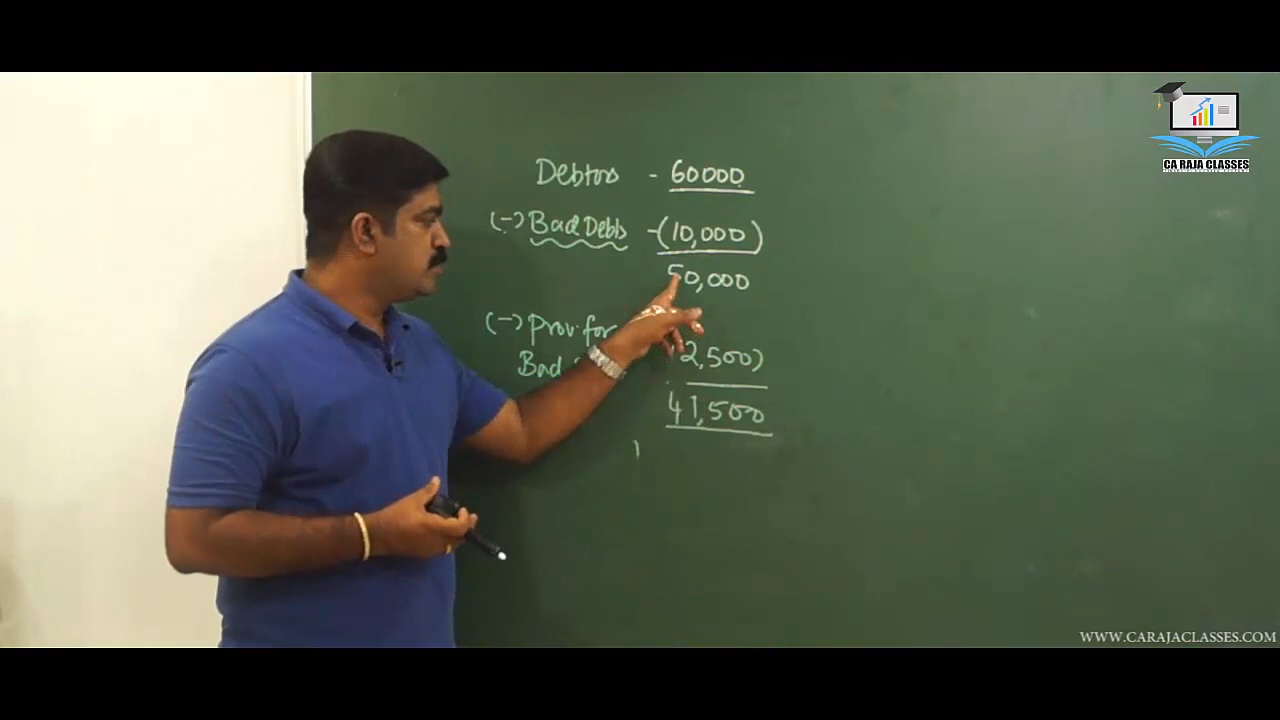 CA RAJA CLASSES
Debtors - 60000
(-) Bad Debts -(10,000)
50,000
(-) Prov. for
Bad 2,500)
41,500
WWW.CARAJACLASSES.COM